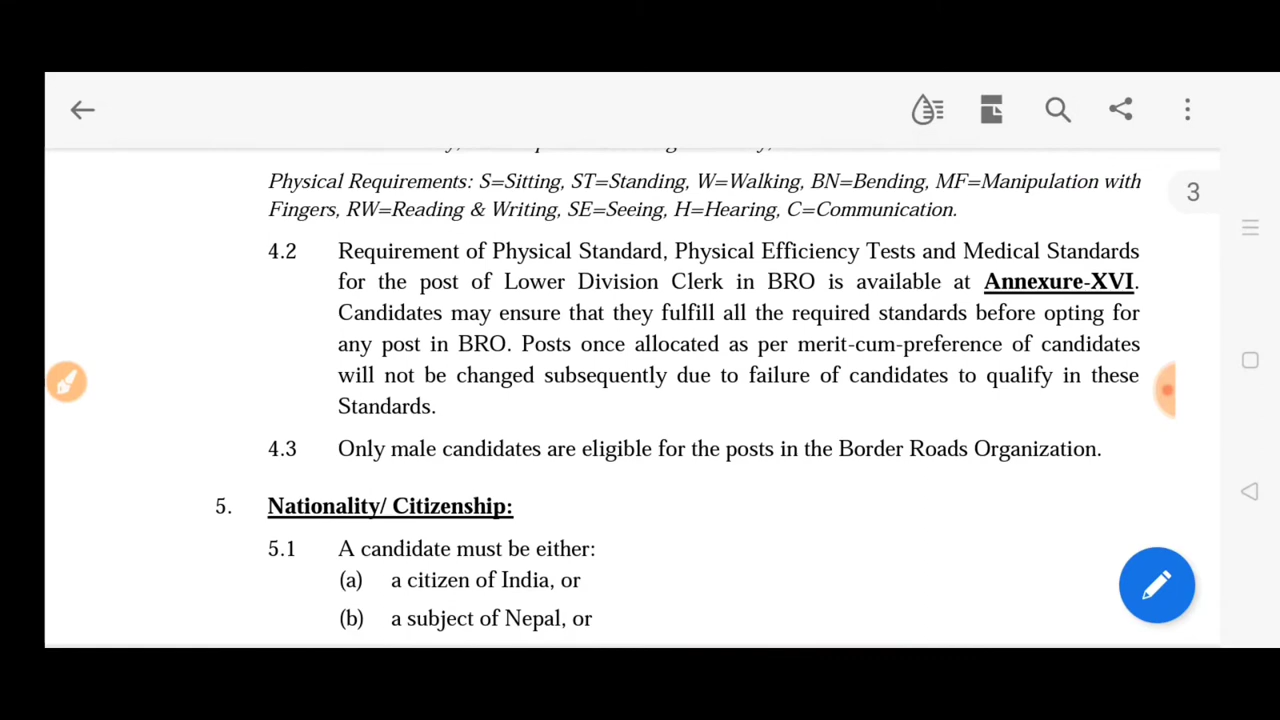 Physical Requirements: S=Sitting, ST=Standing, W=Walking, BN=Bending, MF=Manipulation with
3
Fingers, RW=Reading & Writing, SE=Seeing, H=Hearing, C=Communication.
4.2 Requirement of Physical Standard, Physical Efficiency Tests and Medical Standards
for the post of Lower Division Clerk in BRO is available at Annexure-XVI.
Candidates may ensure that they fulfill all the required standards before opting for
any post in BRO. Posts once allocated as per merit-cum-preference of candidates
will not be changed subsequently due to failure of candidates to qualify in these
Standards.
4.3 Only male candidates are eligible for the posts in the Border Roads Organization.
5. Nationality/ Citizenship:
5.1 A candidate must be either:
(a) a citizen of India, or
(b) a subject of Nepal, or